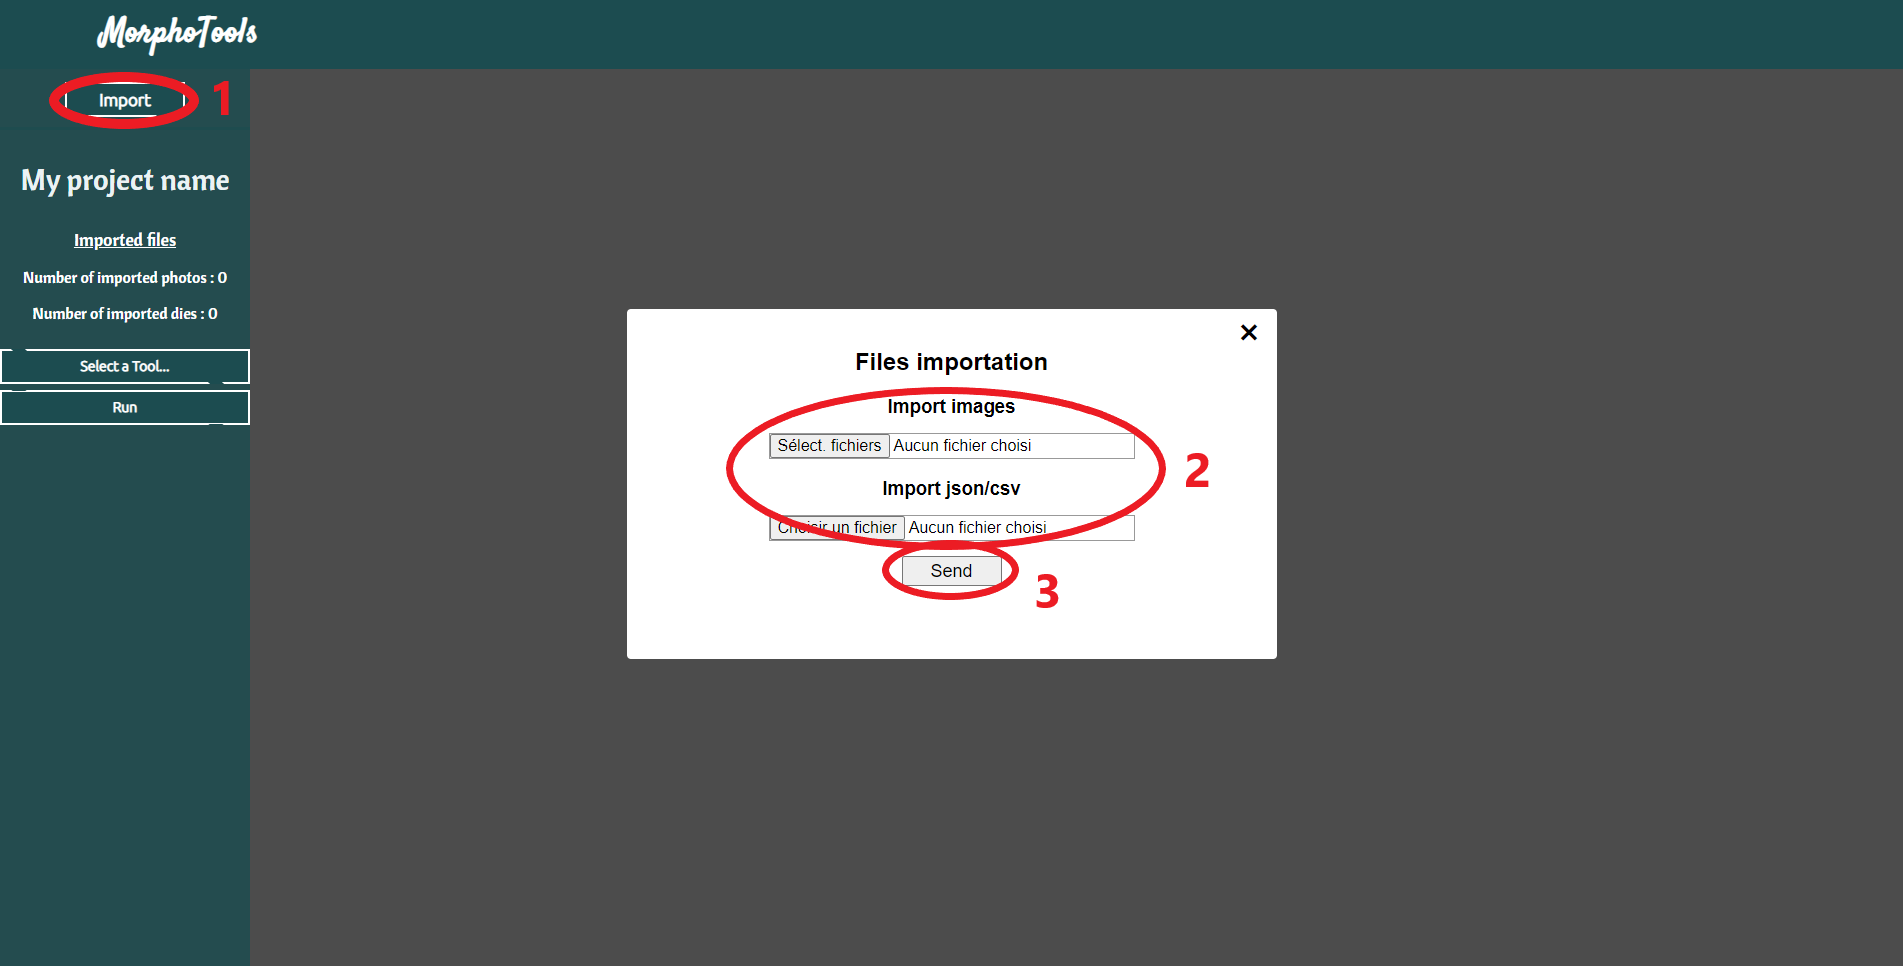 MorphoTools
Import
1
My project name
Imported files
Number of imported photos : 0
Number of imported dies : 0
Select a Tool...
Run
×
Files importation
Import images
Sélect. fichiers Aucun fichier choisi
2
Import json/csv
Choisir un fichier Aucun fichier choisi
Send
3